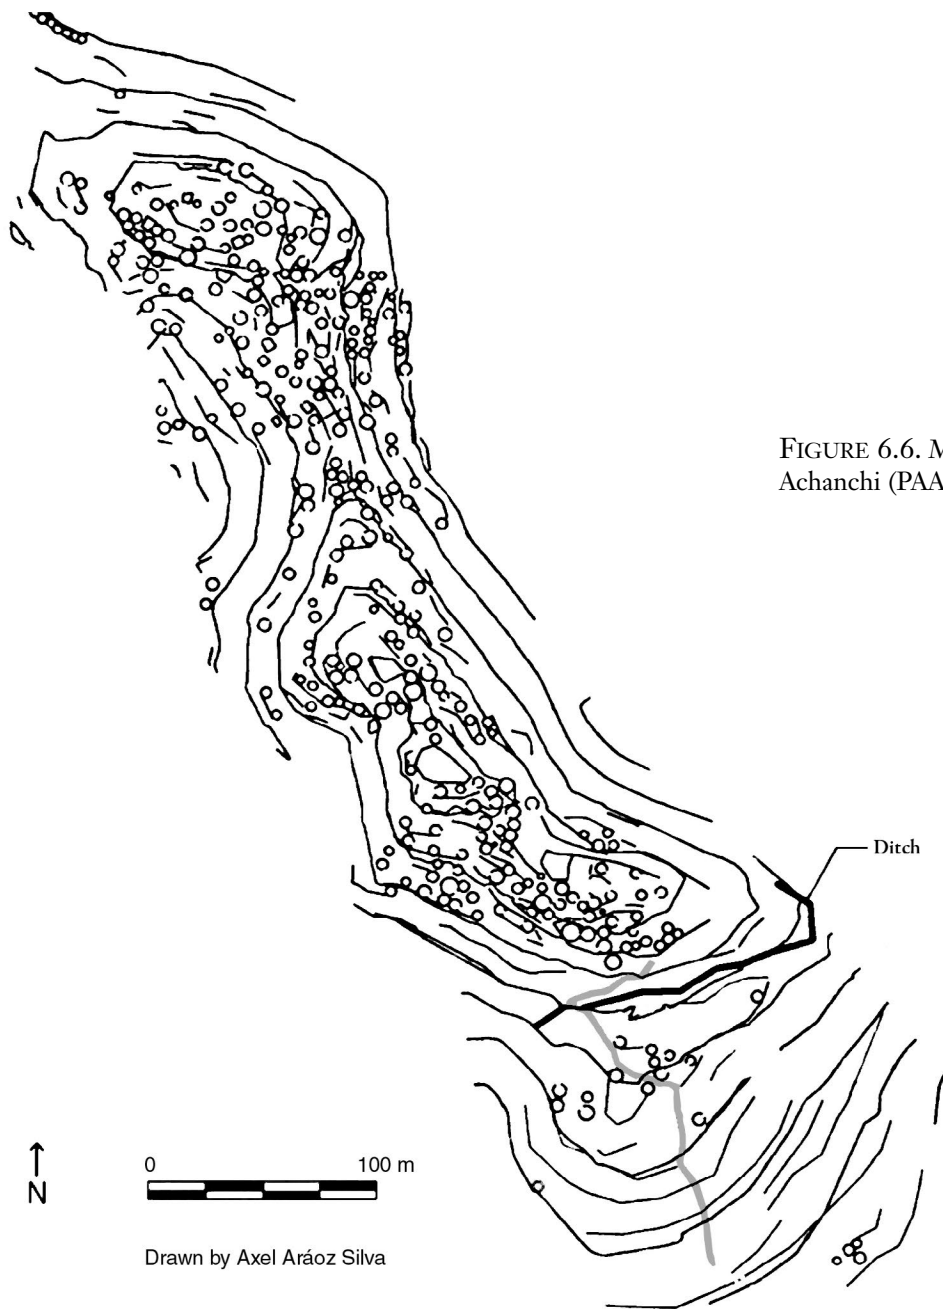 FIGURE 6.6. M
Achanchi (PAA
Ditch
N
0 100 m
Drawn by Axel Aráoz Silva